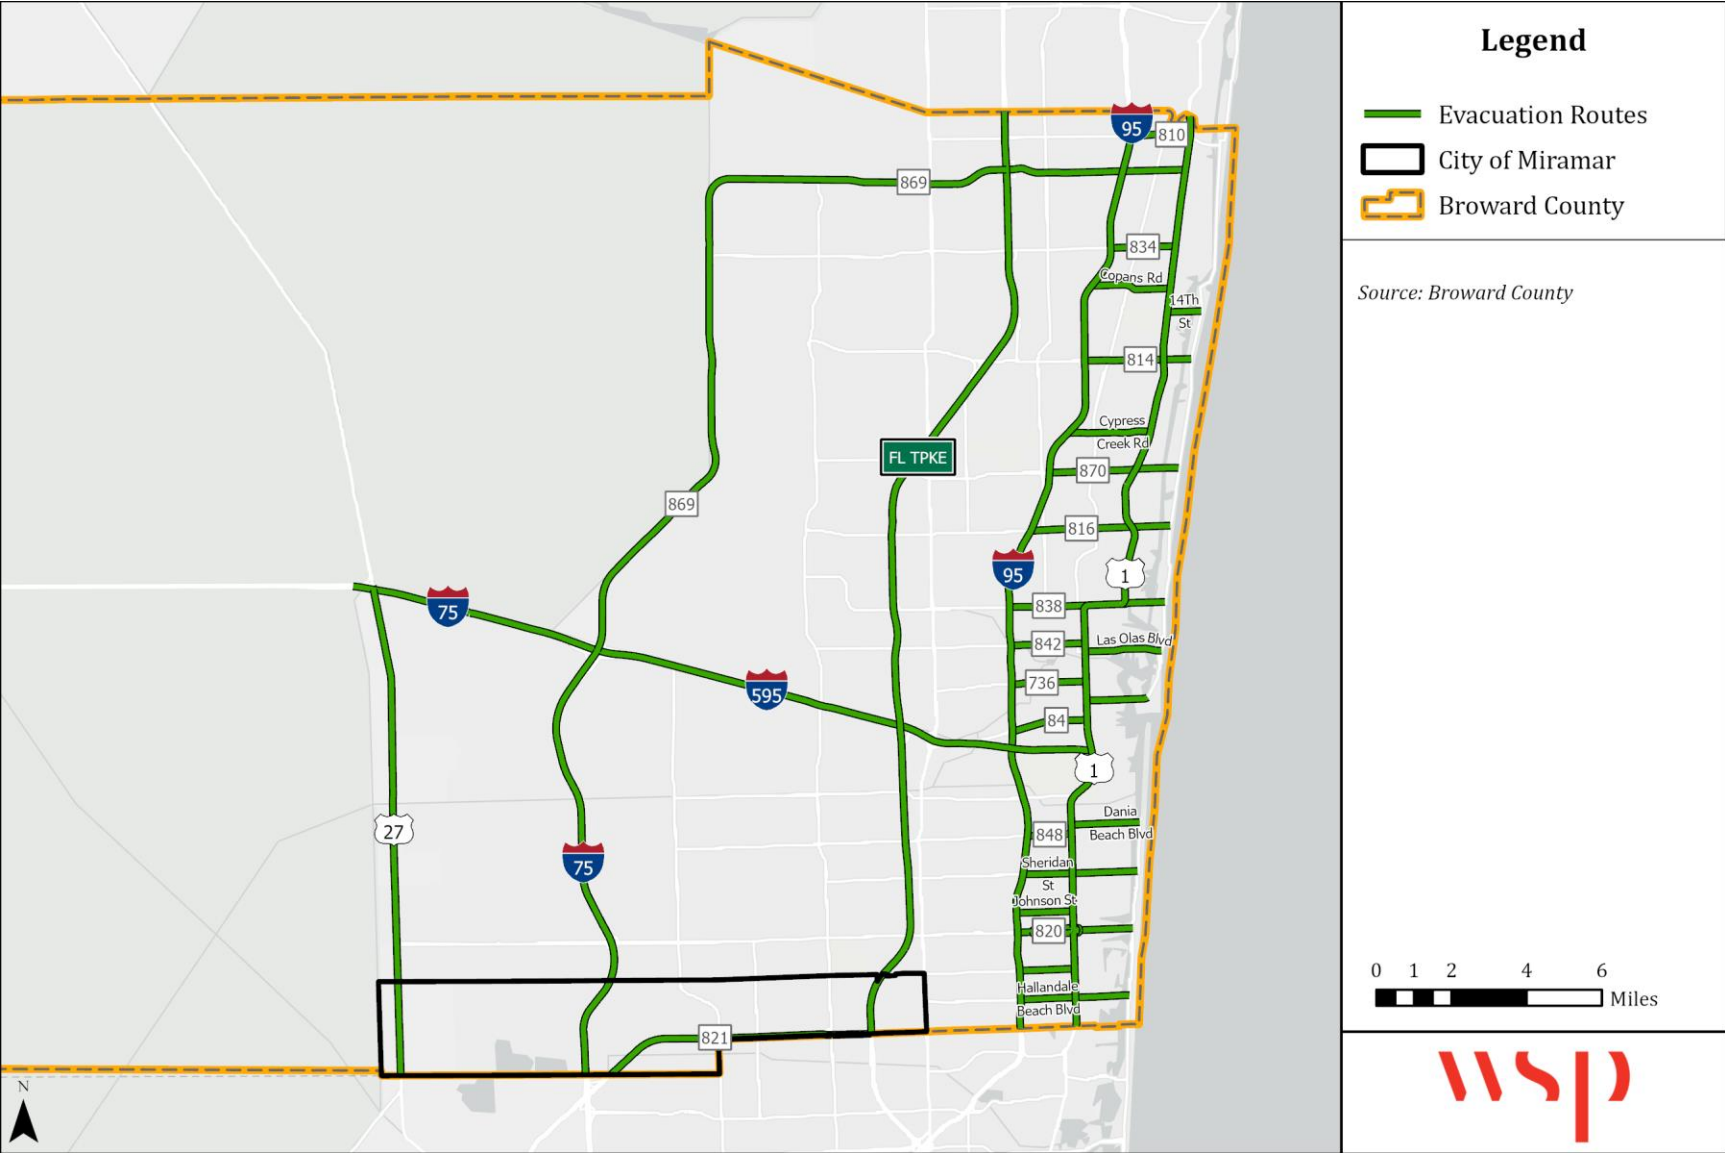 Legend
Evacuation Routes
City of Miramar
Broward County
Source: Broward County
95
810
869
834
Copans Rd
14Th
St
814
Cypress
Creek Rd
FL TPKE
870
869
816
95
1
75
838
842
Las Olas Blvd
736
595
84
1
Dania
Beach Blvd
27
848
75
Sheridan
St
Johnson St
820
Hallandale
Beach Blvd
821
0 1 2 4 6
Miles
N
wsp